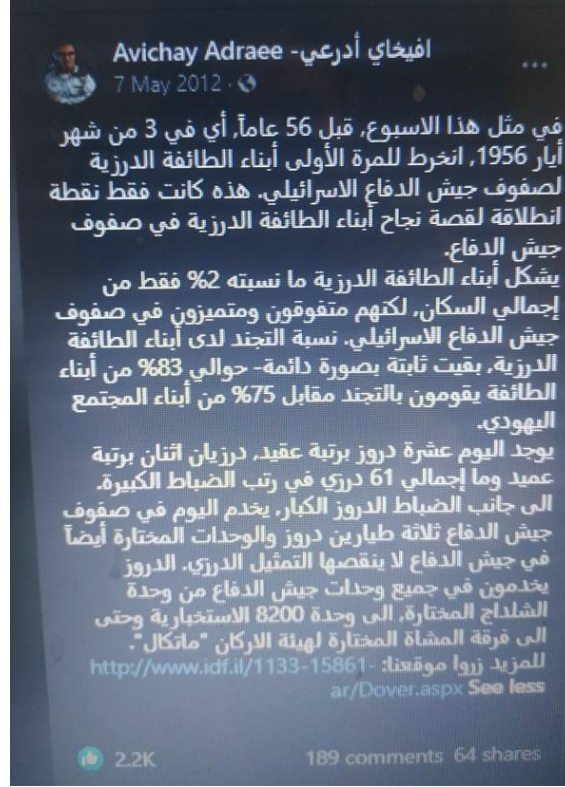 Avichay Adraee -افيخاي أدرعي
7 May 2012 ·
في مثل هذا الاسبوع, قبل 56 عاماً, أي في 3 من شهر
أيار 1956, انخرط للمرة الأولى أبناء الطائفة الدرزية
لصفوف جيش الدفاع الاسرائيلي. هذه كانت فقط نقطة
انطلاقة لقصة نجاح أبناء الطائفة الدرزية في صفوف
جيش الدفاع.
يشكل أبناء الطائفة الدرزية ما نسبته 2% فقط من
إجمالي السكان, لكنهم متفوقون ومتميزون في صفوف
جيش الدفاع الاسرائيلي. نسبة التجند لدى أبناء الطائفة
الدرزية, بقيت ثابتة بصورة دائمة- حوالي 83% من أبناء
الطائفة يقومون بالتجند مقابل 75% من أبناء المجتمع
اليهودي.
يوجد اليوم عشرة دروز برتبة عقيد, درزيان اثنان برتبة
عميد وما إجمالي 61 درزي في رتب الضباط الكبيرة.
الى جانب الضباط الدروز الكبار, يخدم اليوم في صفوف
جيش الدفاع ثلاثة طيارين دروز والوحدات المختارة أيضاً
في جيش الدفاع لا ينقصها التمثيل الدرزي. الدروز
يخدمون في جميع وحدات جيش الدفاع من وحدة
الشلداج المختارة, الى وحدة 8200 الاستخبارية وحتى
الى فرقة المشاة المختارة لهيئة الاركان "ماتكال".
للمزيد زروا موقعنا: http://www.idf.il/1133-15861-
ar/Dover.aspx See less
2.2K 189 comments 64 shares